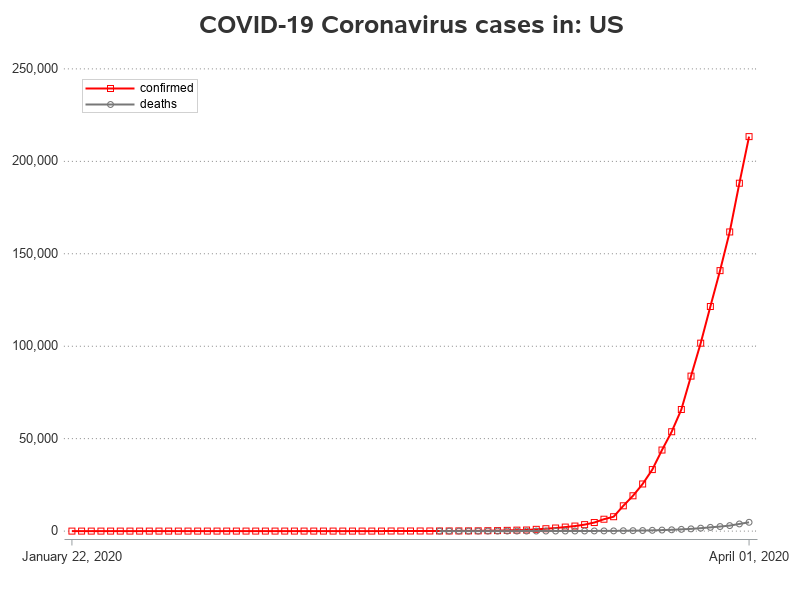 COVID-19 Coronavirus cases in: US
250,000
confirmed
deaths
200,000
150,000
100,000
50,000
0
January 22, 2020
April 01, 2020